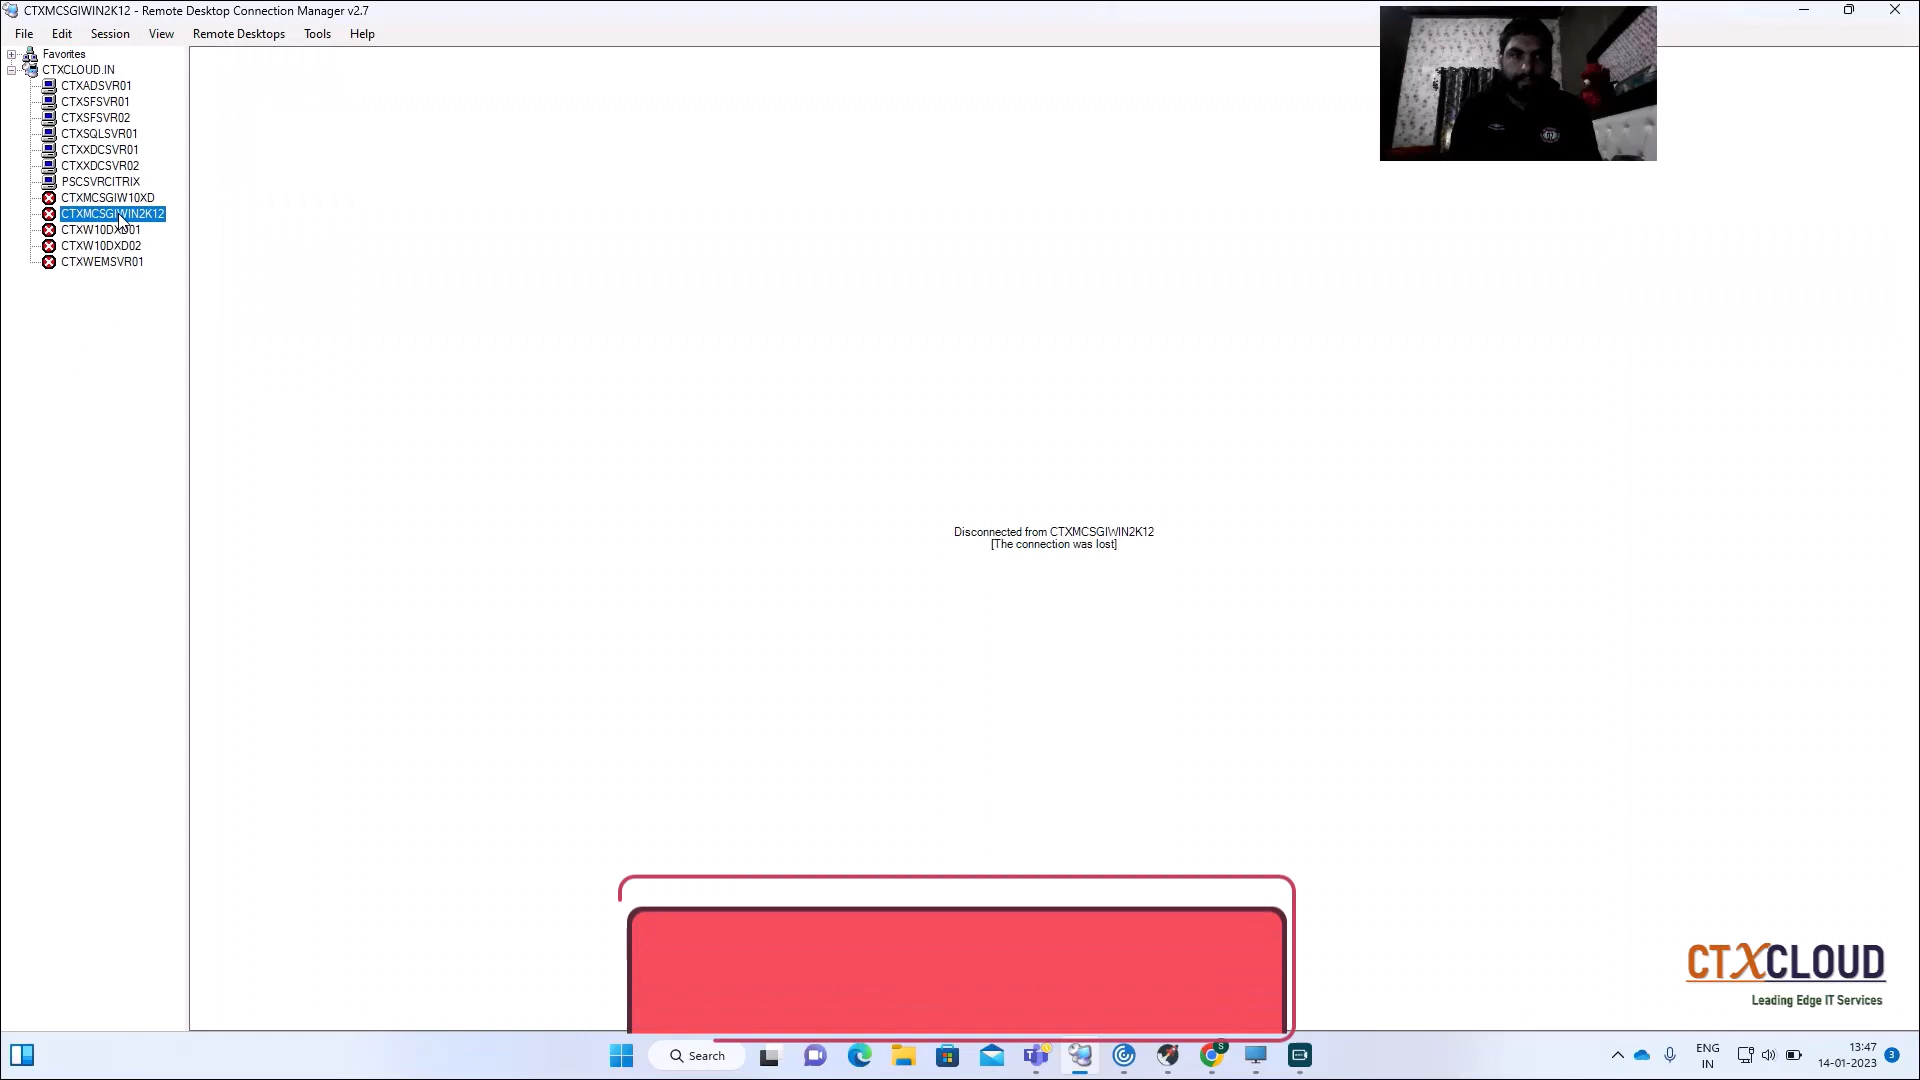 CTXMCSGIWIN2K12 - Remote Desktop Connection Manager v2.7
File Edit Session View Remote Desktops Tools Help
Favorites
CTXCLOUD.IN
CTXADSVR01
CTXSFSVR01
CTXSFSVR02
CTXSQLSVR01
CTXXDCSVR01
CTXXDCSVR02
PSCSVRCITRIX
CTXMCSGIW10XD
CTXMCSGIWIN2K12
CTXW10DXD01
CTXW10DXD02
CTXWEMSVR01
Disconnected from CTXMCSGIWIN2K12
[The connection was lost]
CTXCLOUD
Leading Edge IT Services
Search
ENG
IN
13:47
14-01-2023
3